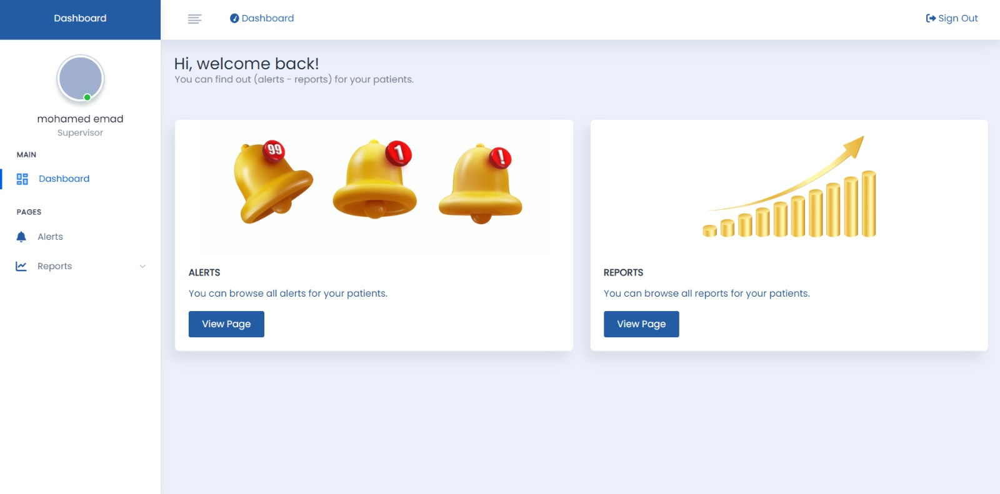 Dashboard
Dashboard
Sign Out
mohamed emad
Supervisor
MAIN
Dashboard
PAGES
Alerts
Reports
Hi, welcome back!
You can find out (alerts - reports) for your patients.
99
1
!
ALERTS
You can browse all alerts for your patients.
View Page
REPORTS
You can browse all reports for your patients.
View Page